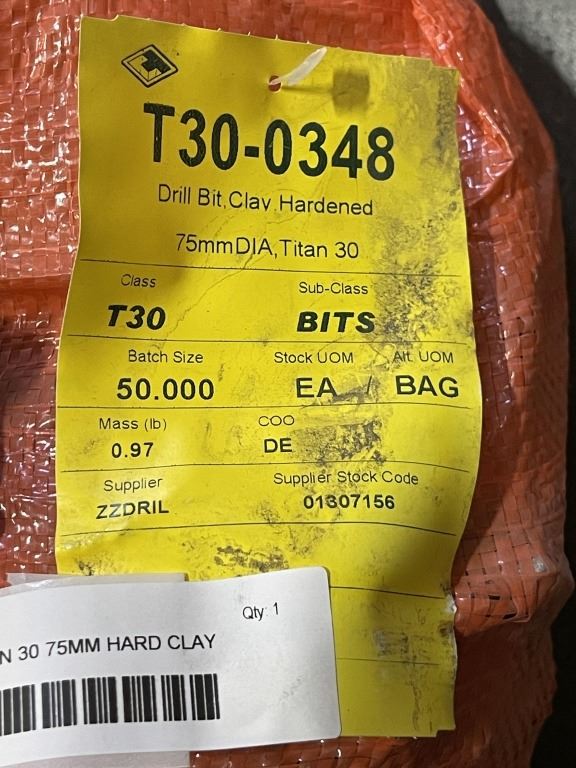 T30-0348
Drill Bit,Clay,Hardened
75mmDIA,Titan 30
Class Sub-Class
T30 BITS
Batch Size Stock UOM Alt. UOM
50.000 EA / BAG
Mass (lb) COO
0.97 DE
Supplier Supplier Stock Code
ZZDRIL 01307156
Qty: 1
N 30 75MM HARD CLAY